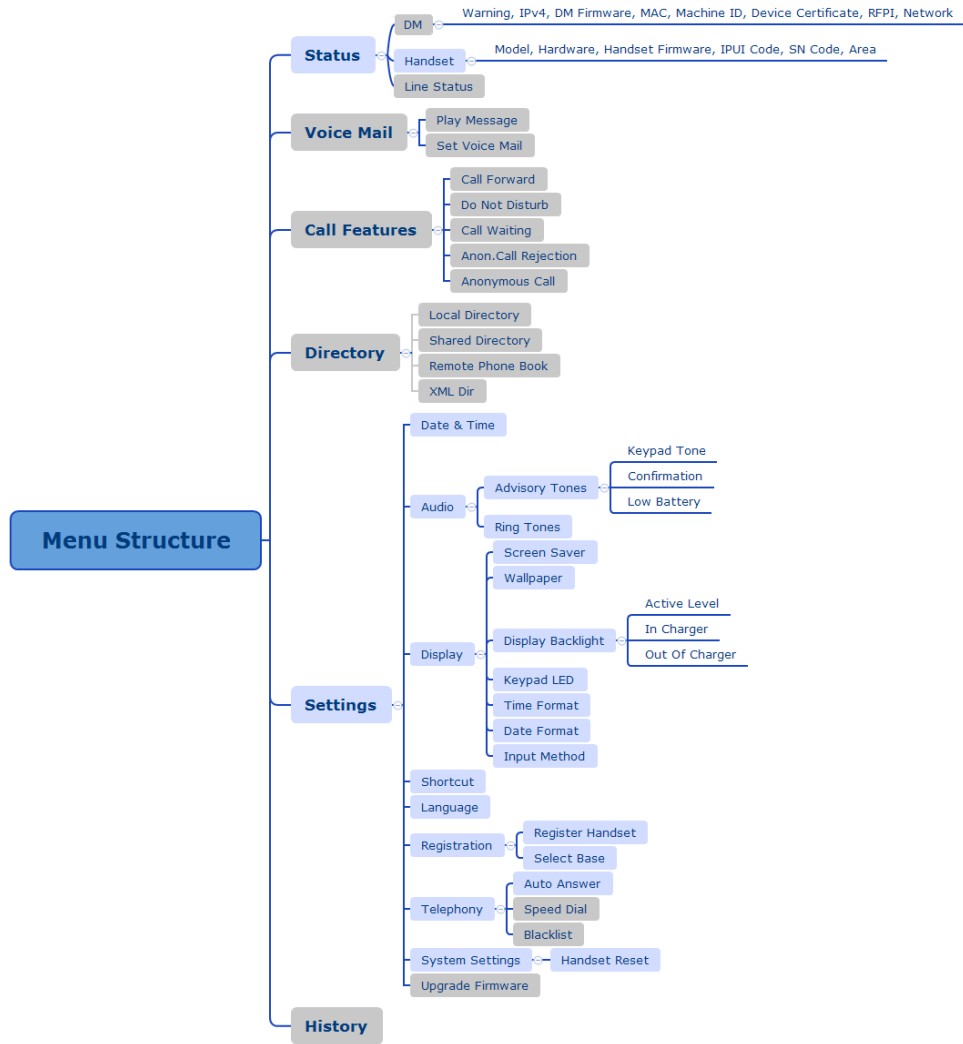 Menu Structure
Status
DM
Warning, IPv4, DM Firmware, MAC, Machine ID, Device Certificate, RFPI, Network
Handset
Model, Hardware, Handset Firmware, IPUI Code, SN Code, Area
Line Status
Voice Mail
Play Message
Set Voice Mail
Call Features
Call Forward
Do Not Disturb
Call Waiting
Anon.Call Rejection
Anonymous Call
Directory
Local Directory
Shared Directory
Remote Phone Book
XML Dir
Settings
Date & Time
Audio
Advisory Tones
Keypad Tone
Confirmation
Low Battery
Ring Tones
Display
Screen Saver
Wallpaper
Display Backlight
Active Level
In Charger
Out Of Charger
Keypad LED
Time Format
Date Format
Input Method
Shortcut
Language
Registration
Register Handset
Select Base
Telephony
Auto Answer
Speed Dial
Blacklist
System Settings
Handset Reset
Upgrade Firmware
History